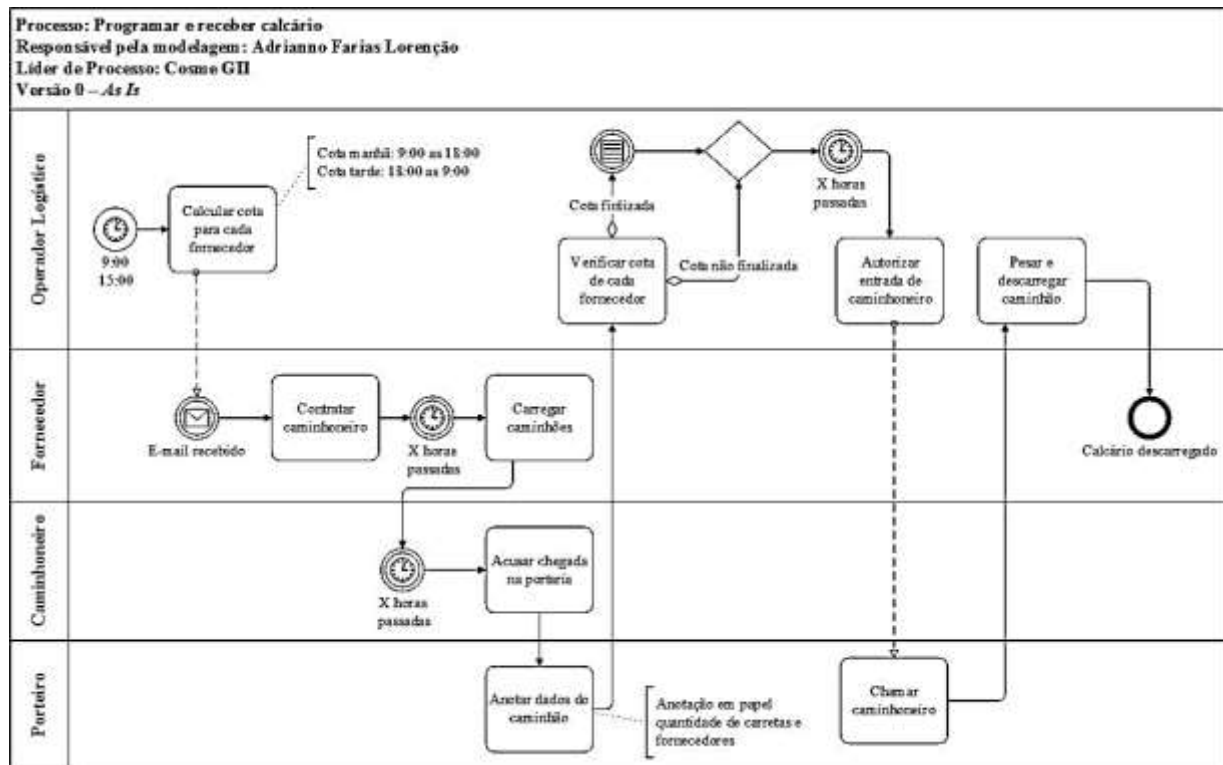 Processo: Programar e receber calcário
Responsável pela modelagem: Adrianno Farias Lorenção
Líder de Processo: Cosme GII
Versão 0 – As Is
Operador Logístico
9:00
15:00
Calcular cota
para cada
fornecedor
Cota manhã: 9:00 as 18:00
Cota tarde: 18:00 as 9:00
Cota finlizada
Verificar cota
de cada
fornecedor
Cota não finalizada
X horas
passadas
Autorizar
entrada de
caminhoneiro
Pesar e
descarregar
caminhão
Fornecedor
E-mail recebido
Contratar
caminhoneiro
X horas
passadas
Carregar
caminhões
Calcário descarregado
Caminhoneiro
X horas
passadas
Acusar chegada
na portaria
Porteiro
Anotar dados do
caminhão
Anotação em papel
quantidade de carretas e
fornecedores
Chamar
caminhoneiro